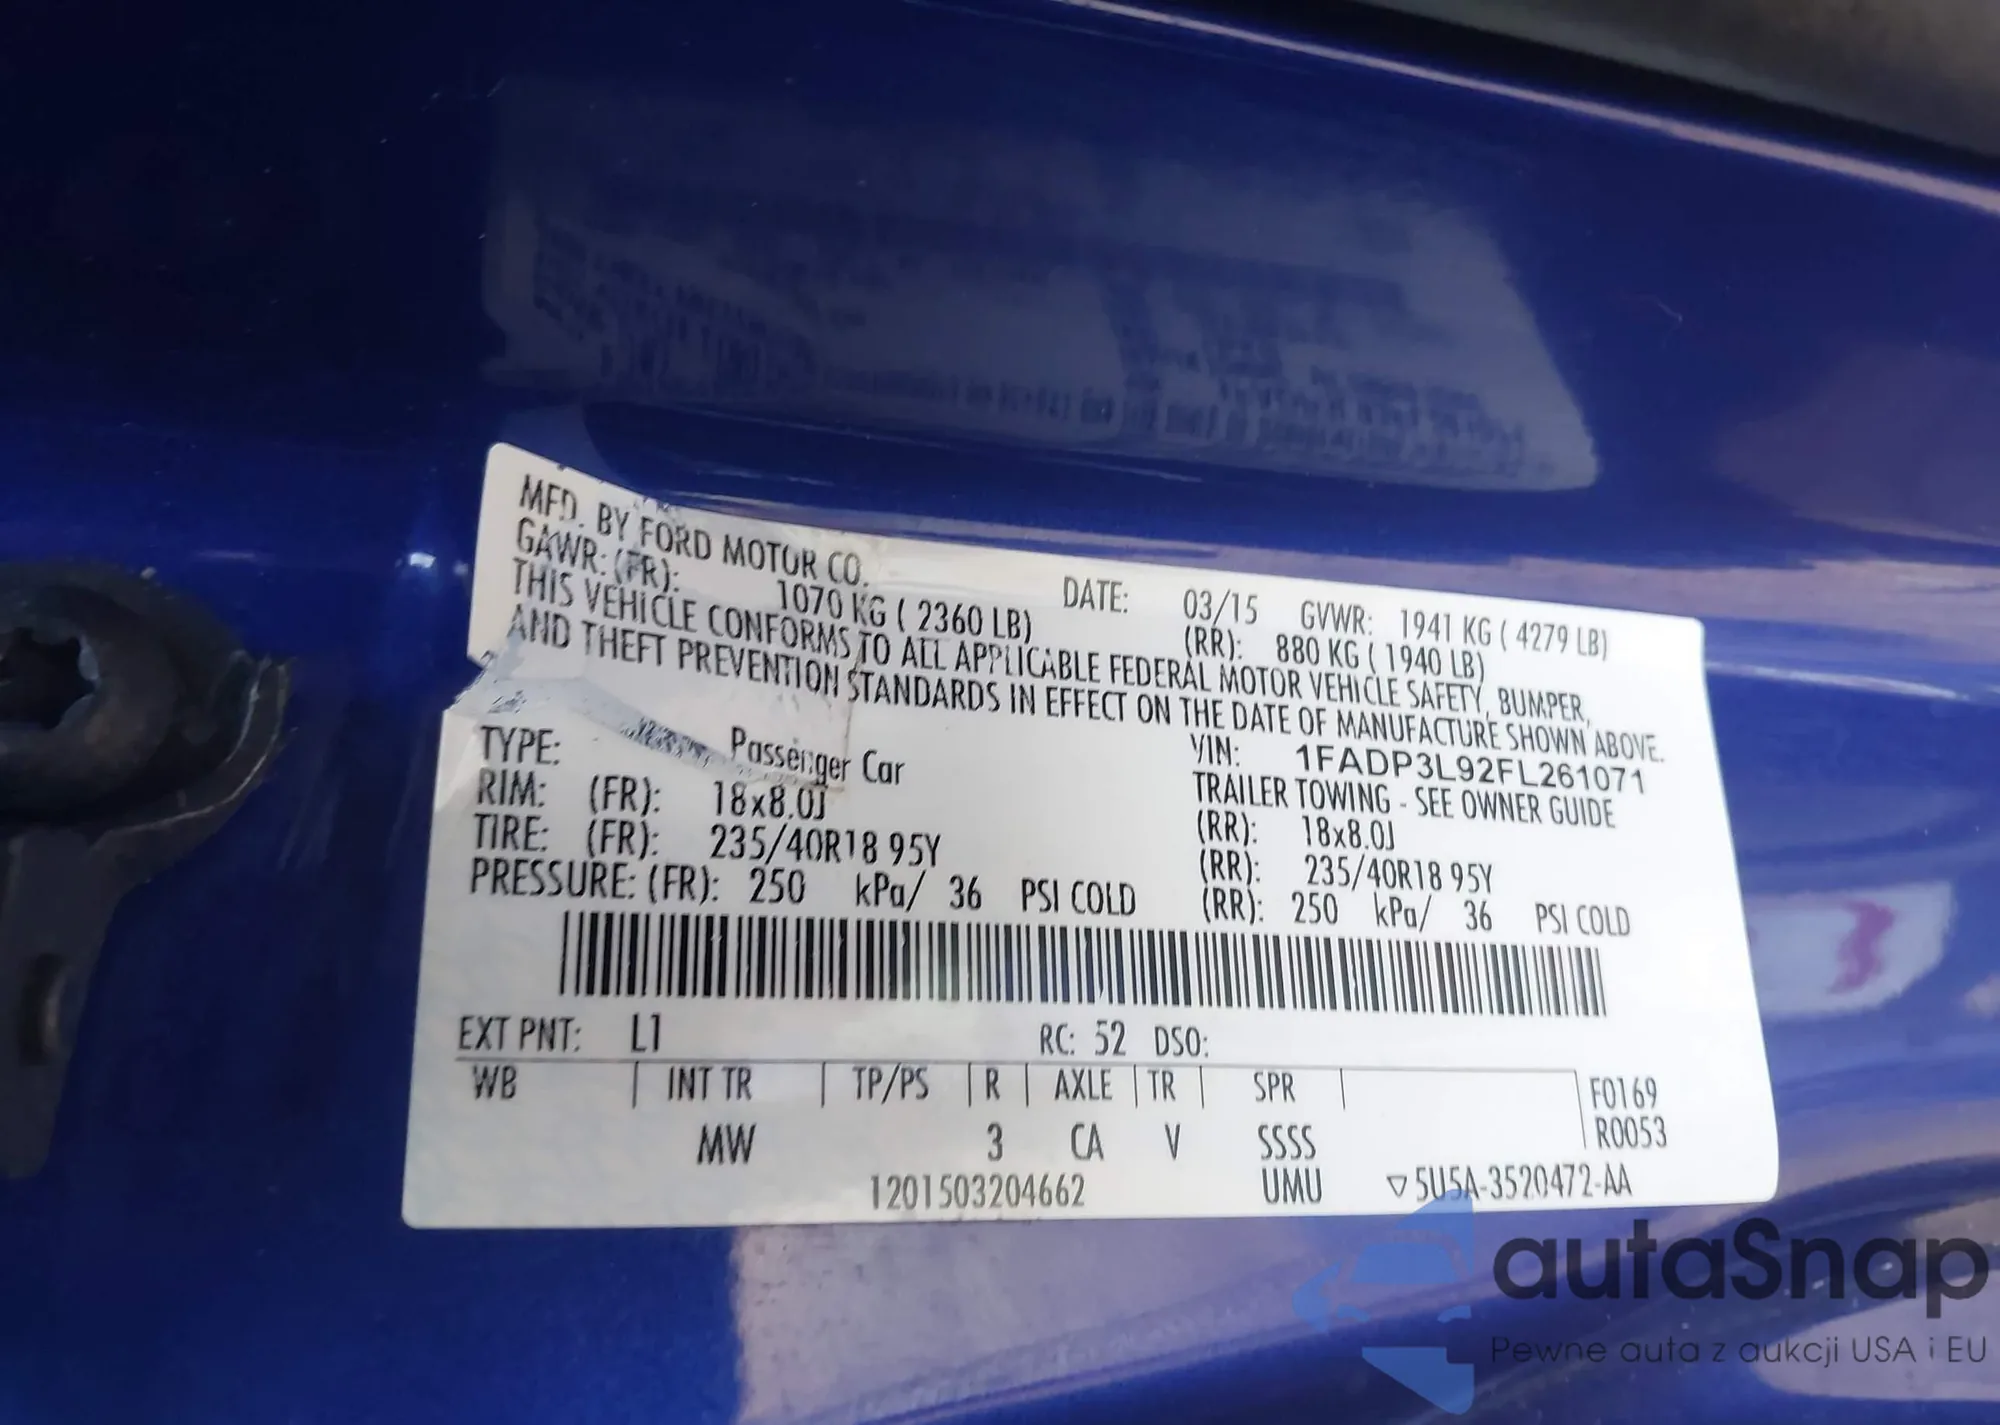 MFD. BY FORD MOTOR CO. DATE: 03/15 GVWR: 1941 KG ( 4279 LB)
GAWR: (FR): 1070 KG ( 2360 LB) (RR): 880 KG ( 1940 LB)
THIS VEHICLE CONFORMS TO ALL APPLICABLE FEDERAL MOTOR VEHICLE SAFETY, BUMPER,
AND THEFT PREVENTION STANDARDS IN EFFECT ON THE DATE OF MANUFACTURE SHOWN ABOVE.
VIN: 1FADP3L92FL261071
TYPE: Passenger Car TRAILER TOWING - SEE OWNER GUIDE
RIM: (FR): 18x8.0J (RR): 18x8.0J
TIRE: (FR): 235/40R18 95Y (RR): 235/40R18 95Y
PRESSURE: (FR): 250 kPa/ 36 PSI COLD (RR): 250 kPa/ 36 PSI COLD
EXT PNT: L1 RC: 52 DSO:
WB INT TR TP/PS R AXLE TR SPR F0169
R0053
MW 3 CA V SSSS
1201503204662 UMU ▽5U5A-3520472-AA
autaSnap
Pewne auta z aukcji USA i EU